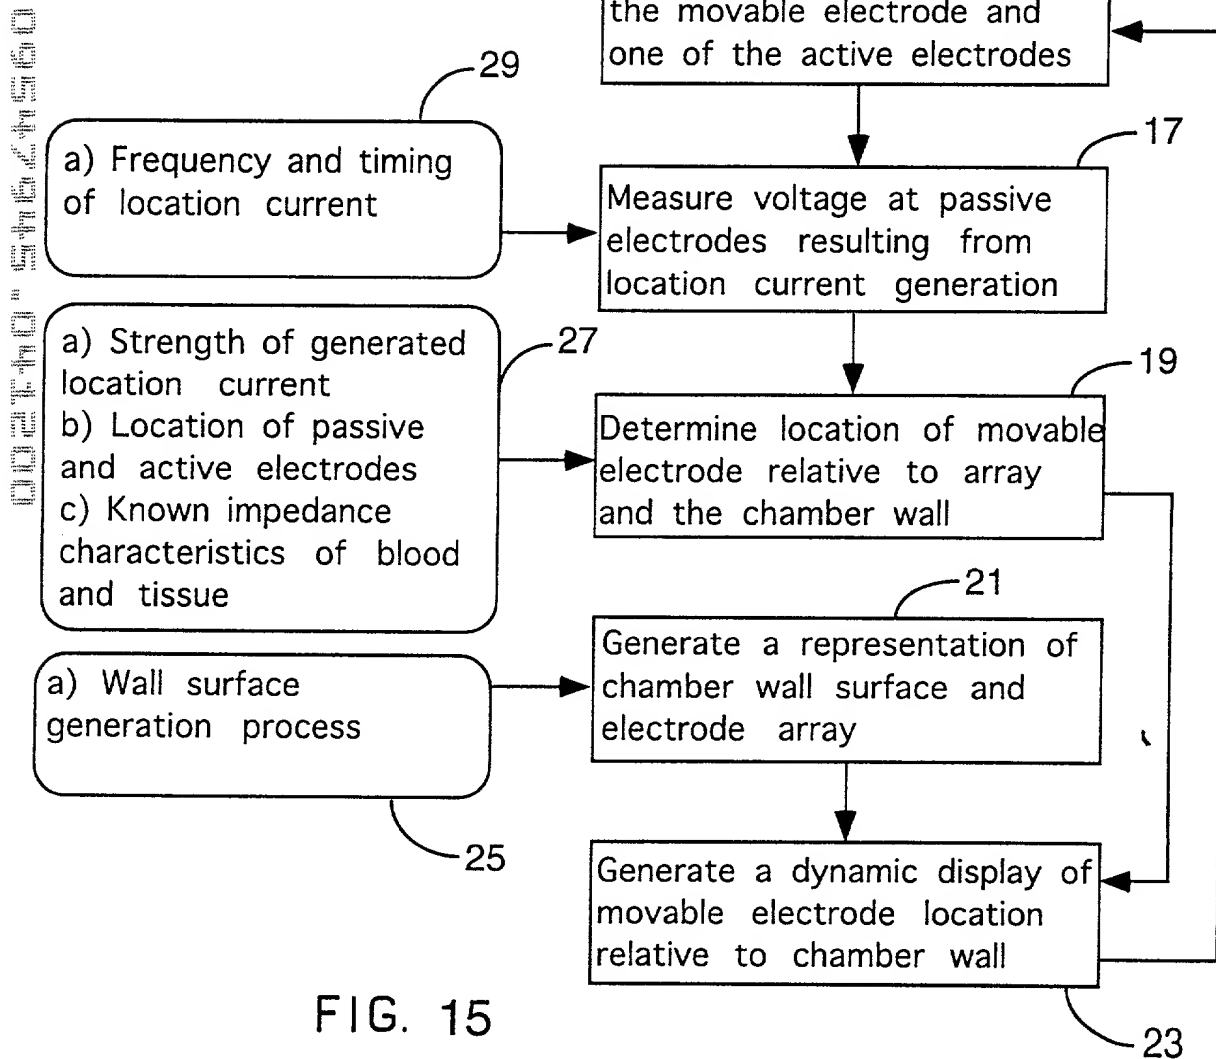 the movable electrode and
one of the active electrodes
29
17
a) Frequency and timing
of location current
Measure voltage at passive
electrodes resulting from
location current generation
a) Strength of generated
location current
b) Location of passive
and active electrodes
c) Known impedance
characteristics of blood
and tissue
27
19
Determine location of movable
electrode relative to array
and the chamber wall
21
a) Wall surface
generation process
Generate a representation of
chamber wall surface and
electrode array
25
Generate a dynamic display of
movable electrode location
relative to chamber wall
23
FIG. 15
09547945.041200